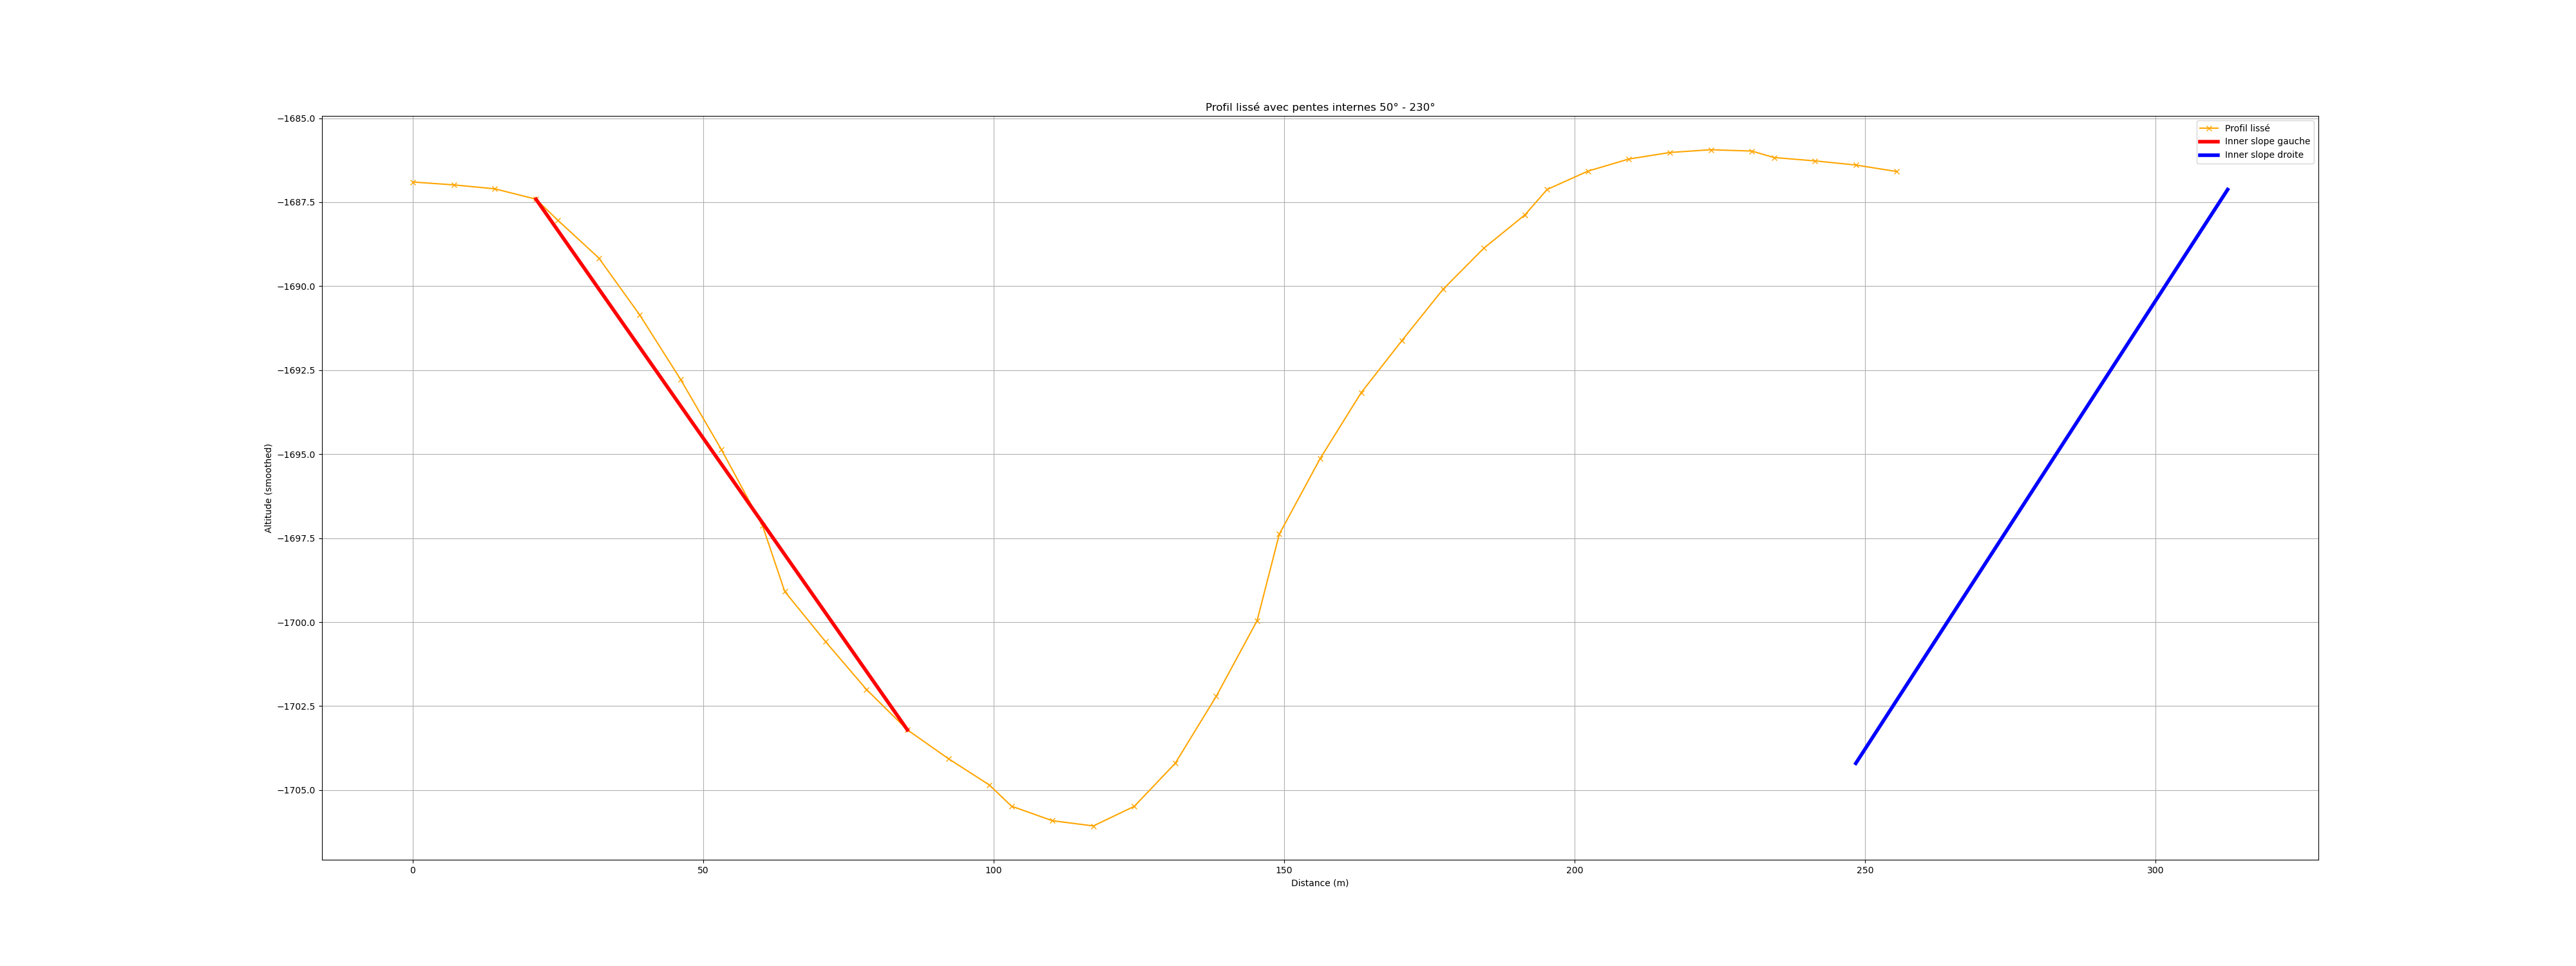 Profil lissé avec pentes internes 50° - 230°
Profil lissé
Inner slope gauche
Inner slope droite
Altitude (smoothed)
−1685.0
−1687.5
−1690.0
−1692.5
−1695.0
−1697.5
−1700.0
−1702.5
−1705.0
0
50
100
150
200
250
300
Distance (m)